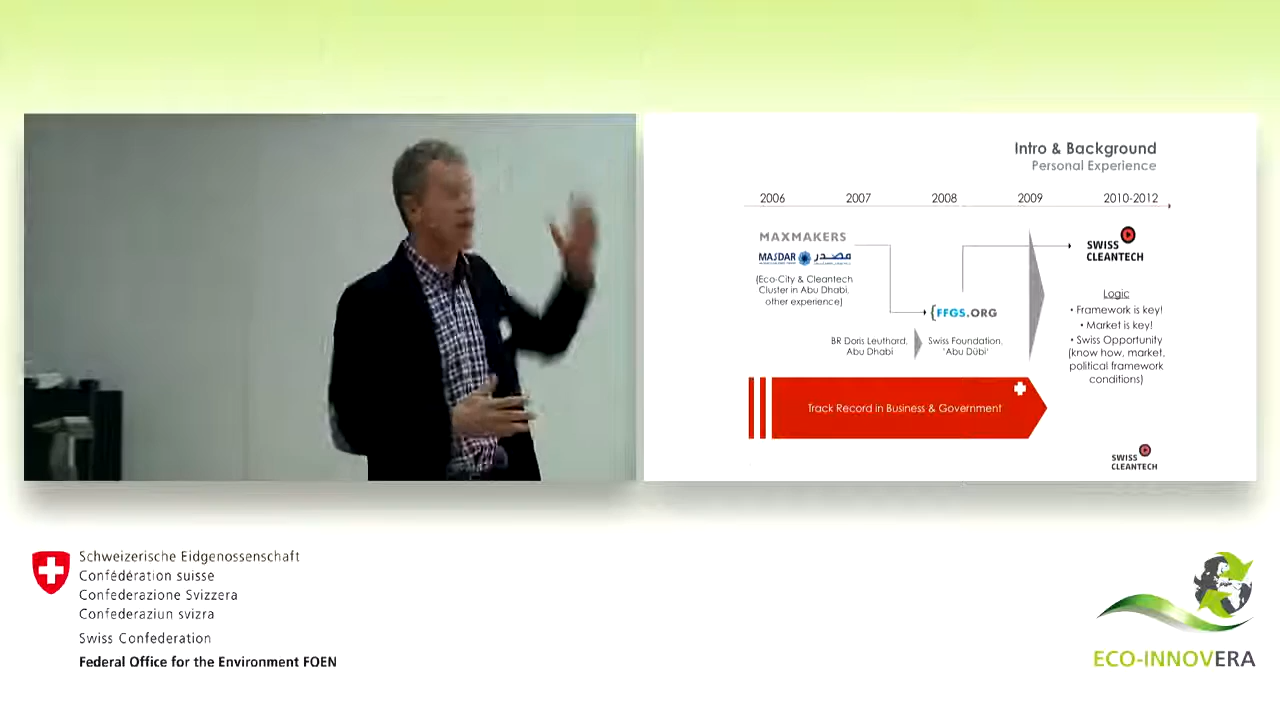 Intro & Background
Personal Experience
2006 2007 2008 2009 2010-2012
MAXMAKERS
MASDAR مصدر
(Eco-City & Cleantech
Cluster in Abu Dhabi,
other experience)
{FFGS.ORG
BR Doris Leuthard,
Abu Dhabi
Swiss Foundation,
'Abu Dübi'
SWISS
CLEANTECH
Logic
• Framework is key!
• Market is key!
• Swiss Opportunity
(know how, market,
political framework
conditions)
Track Record in Business & Government
SWISS
CLEANTECH
Schweizerische Eidgenossenschaft
Confédération suisse
Confederazione Svizzera
Confederaziun svizra
Swiss Confederation
Federal Office for the Environment FOEN
ECO-INNOVERA